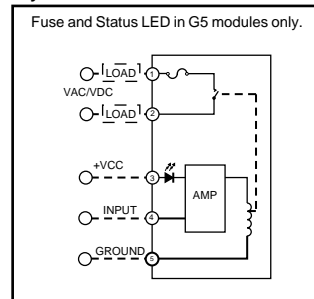 Fuse and Status LED in G5 modules only.
LOAD 1
VAC/VDC
LOAD 2
+VCC 3
AMP
INPUT 4
GROUND 5